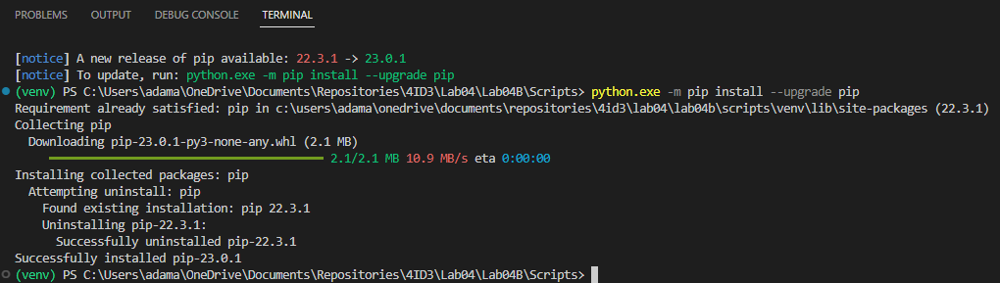 PROBLEMS OUTPUT DEBUG CONSOLE TERMINAL
[notice] A new release of pip available: 22.3.1 -> 23.0.1
[notice] To update, run: python.exe -m pip install --upgrade pip
(venv) PS C:\Users\adama\OneDrive\Documents\Repositories\4ID3\Lab04\Lab04B\Scripts> python.exe -m pip install --upgrade pip
Requirement already satisfied: pip in c:\users\adama\onedrive\documents\repositories\4id3\lab04\lab04b\scripts\venv\lib\site-packages (22.3.1)
Collecting pip
Downloading pip-23.0.1-py3-none-any.whl (2.1 MB)
2.1/2.1 MB 10.9 MB/s eta 0:00:00
Installing collected packages: pip
Attempting uninstall: pip
Found existing installation: pip 22.3.1
Uninstalling pip-22.3.1:
Successfully uninstalled pip-22.3.1
Successfully installed pip-23.0.1
(venv) PS C:\Users\adama\OneDrive\Documents\Repositories\4ID3\Lab04\Lab04B\Scripts>